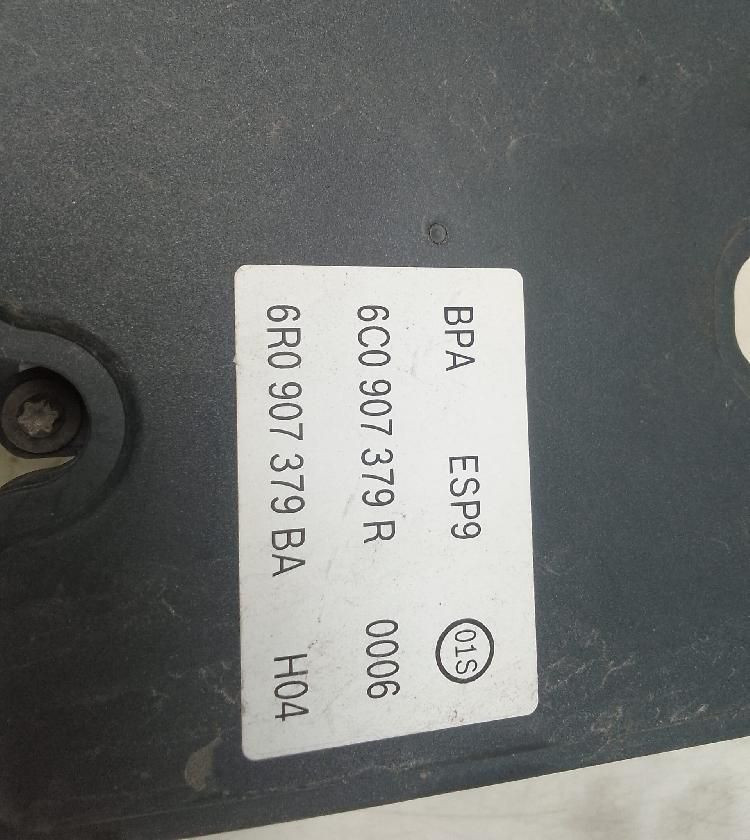 BPA ESP9 01S
6C0 907 379 R 0006
6R0 907 379 BA H04